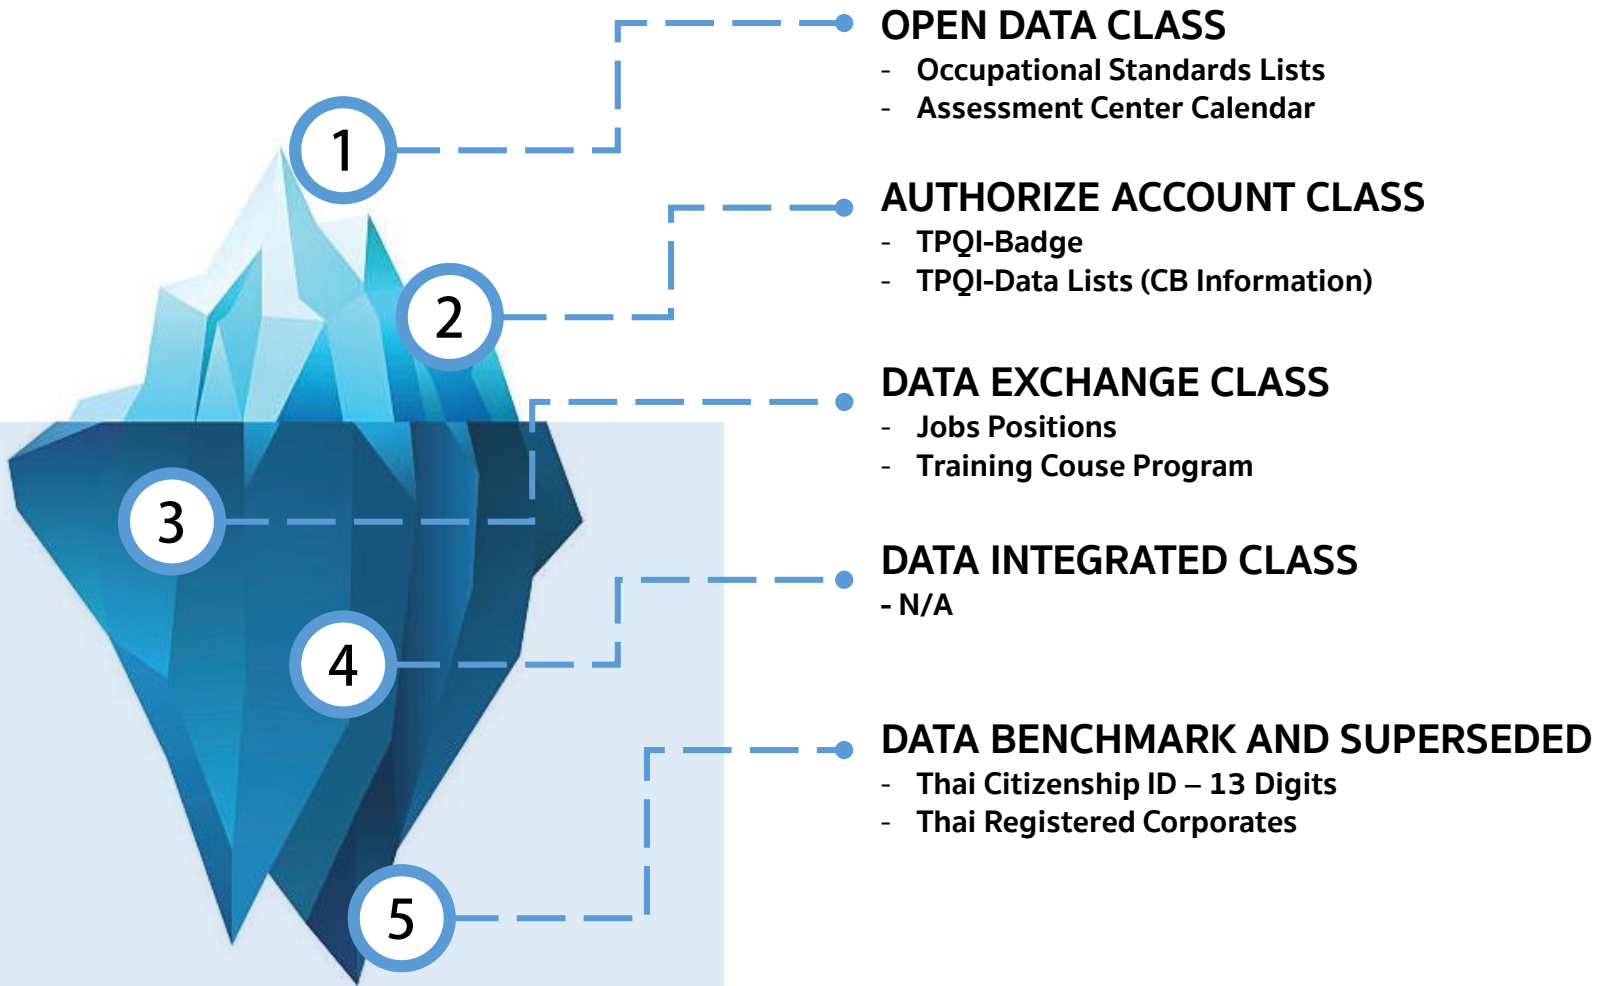 1
OPEN DATA CLASS
- Occupational Standards Lists
- Assessment Center Calendar
2
AUTHORIZE ACCOUNT CLASS
- TPQI-Badge
- TPQI-Data Lists (CB Information)
3
DATA EXCHANGE CLASS
- Jobs Positions
- Training Couse Program
4
DATA INTEGRATED CLASS
- N/A
5
DATA BENCHMARK AND SUPERSEDED
- Thai Citizenship ID – 13 Digits
- Thai Registered Corporates